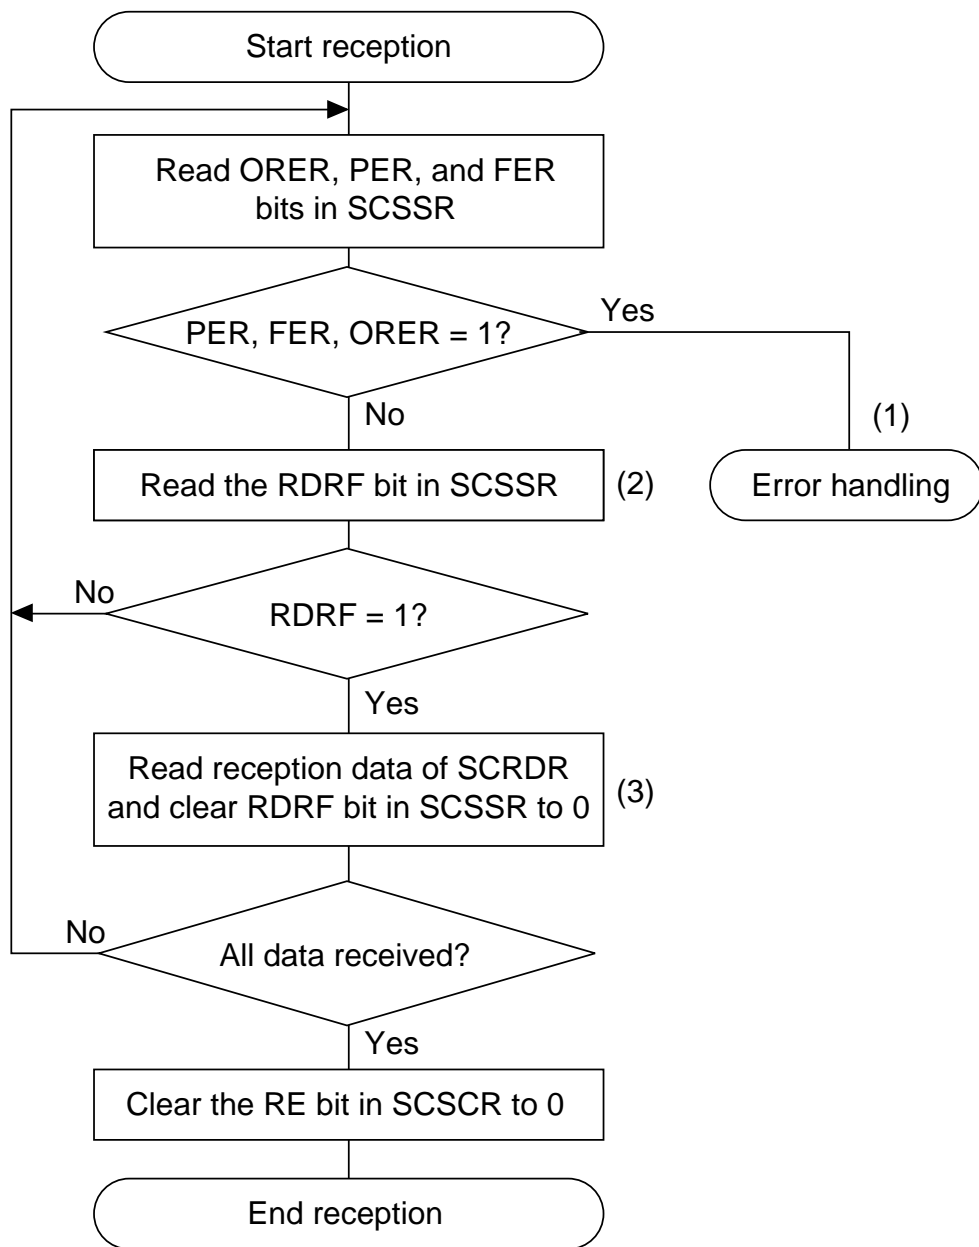 Start reception
Read ORER, PER, and FER
bits in SCSSR
PER, FER, ORER = 1?
Yes
No
(1)
Read the RDRF bit in SCSSR
(2)
Error handling
No
RDRF = 1?
Yes
Read reception data of SCRDR
and clear RDRF bit in SCSSR to 0
(3)
No
All data received?
Yes
Clear the RE bit in SCSCR to 0
End reception